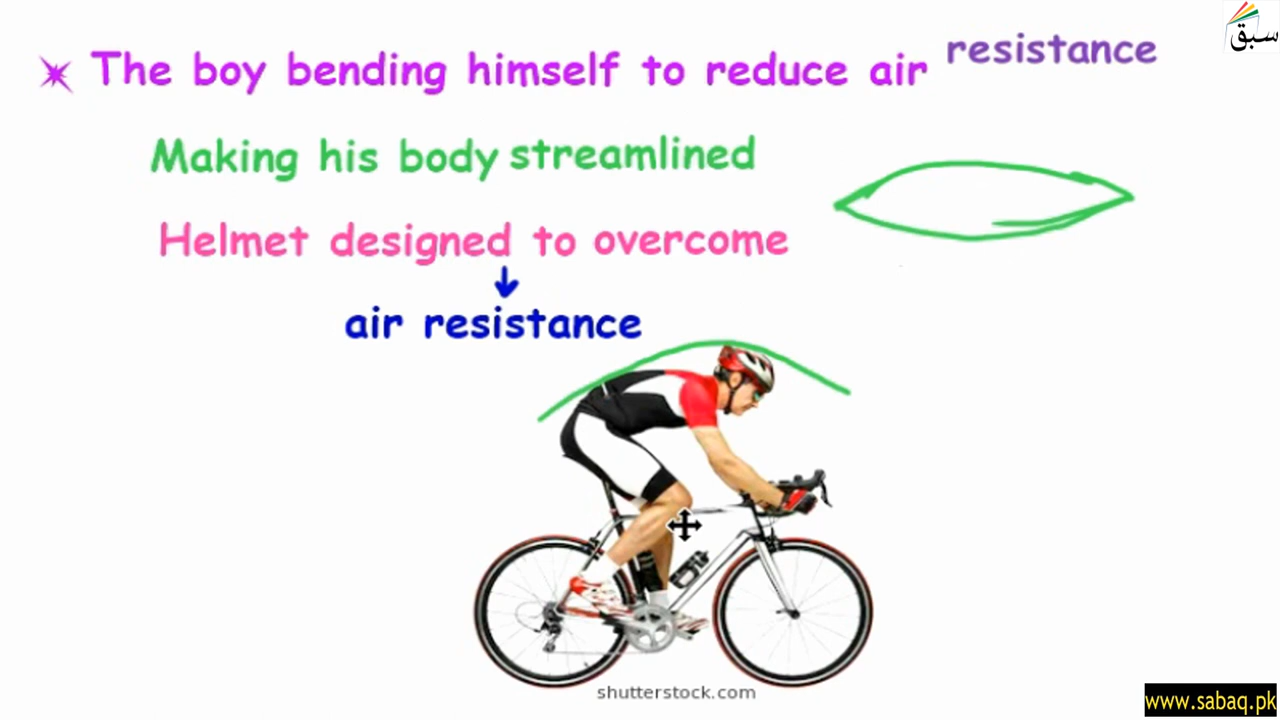 سبق
The boy bending himself to reduce air resistance
Making his body streamlined
Helmet designed to overcome
air resistance
shutterstock.com
www.sabaq.pk